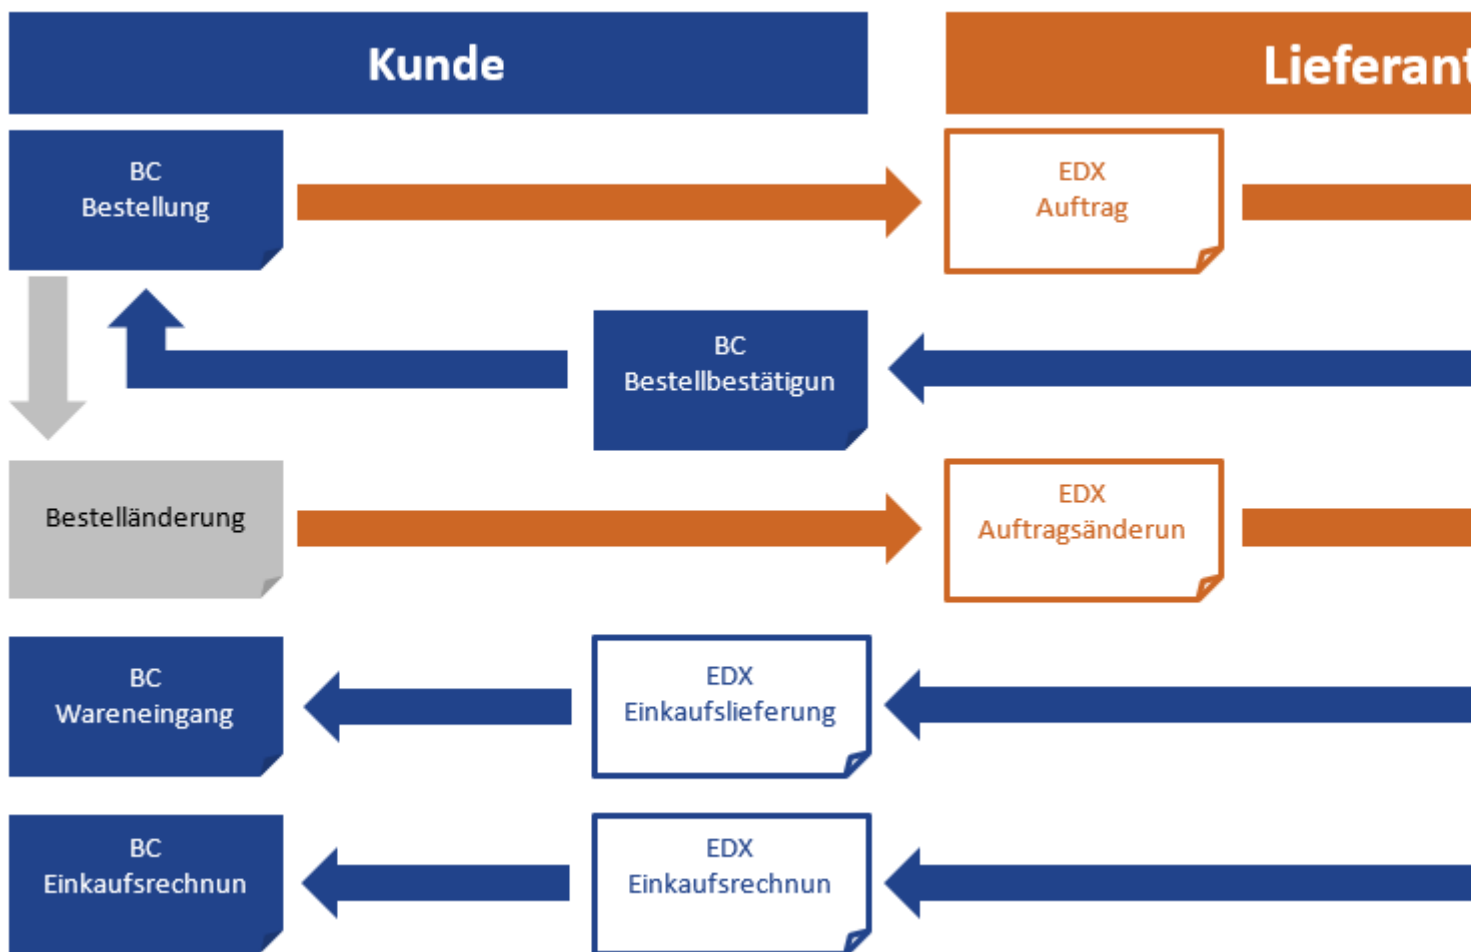 Kunde
Lieferant
BC
Bestellung
EDX
Auftrag
BC
Bestellbestätigun
Bestelländerung
EDX
Auftragsänderun
BC
Wareneingang
EDX
Einkaufslieferung
BC
Einkaufsrechnun
EDX
Einkaufsrechnun